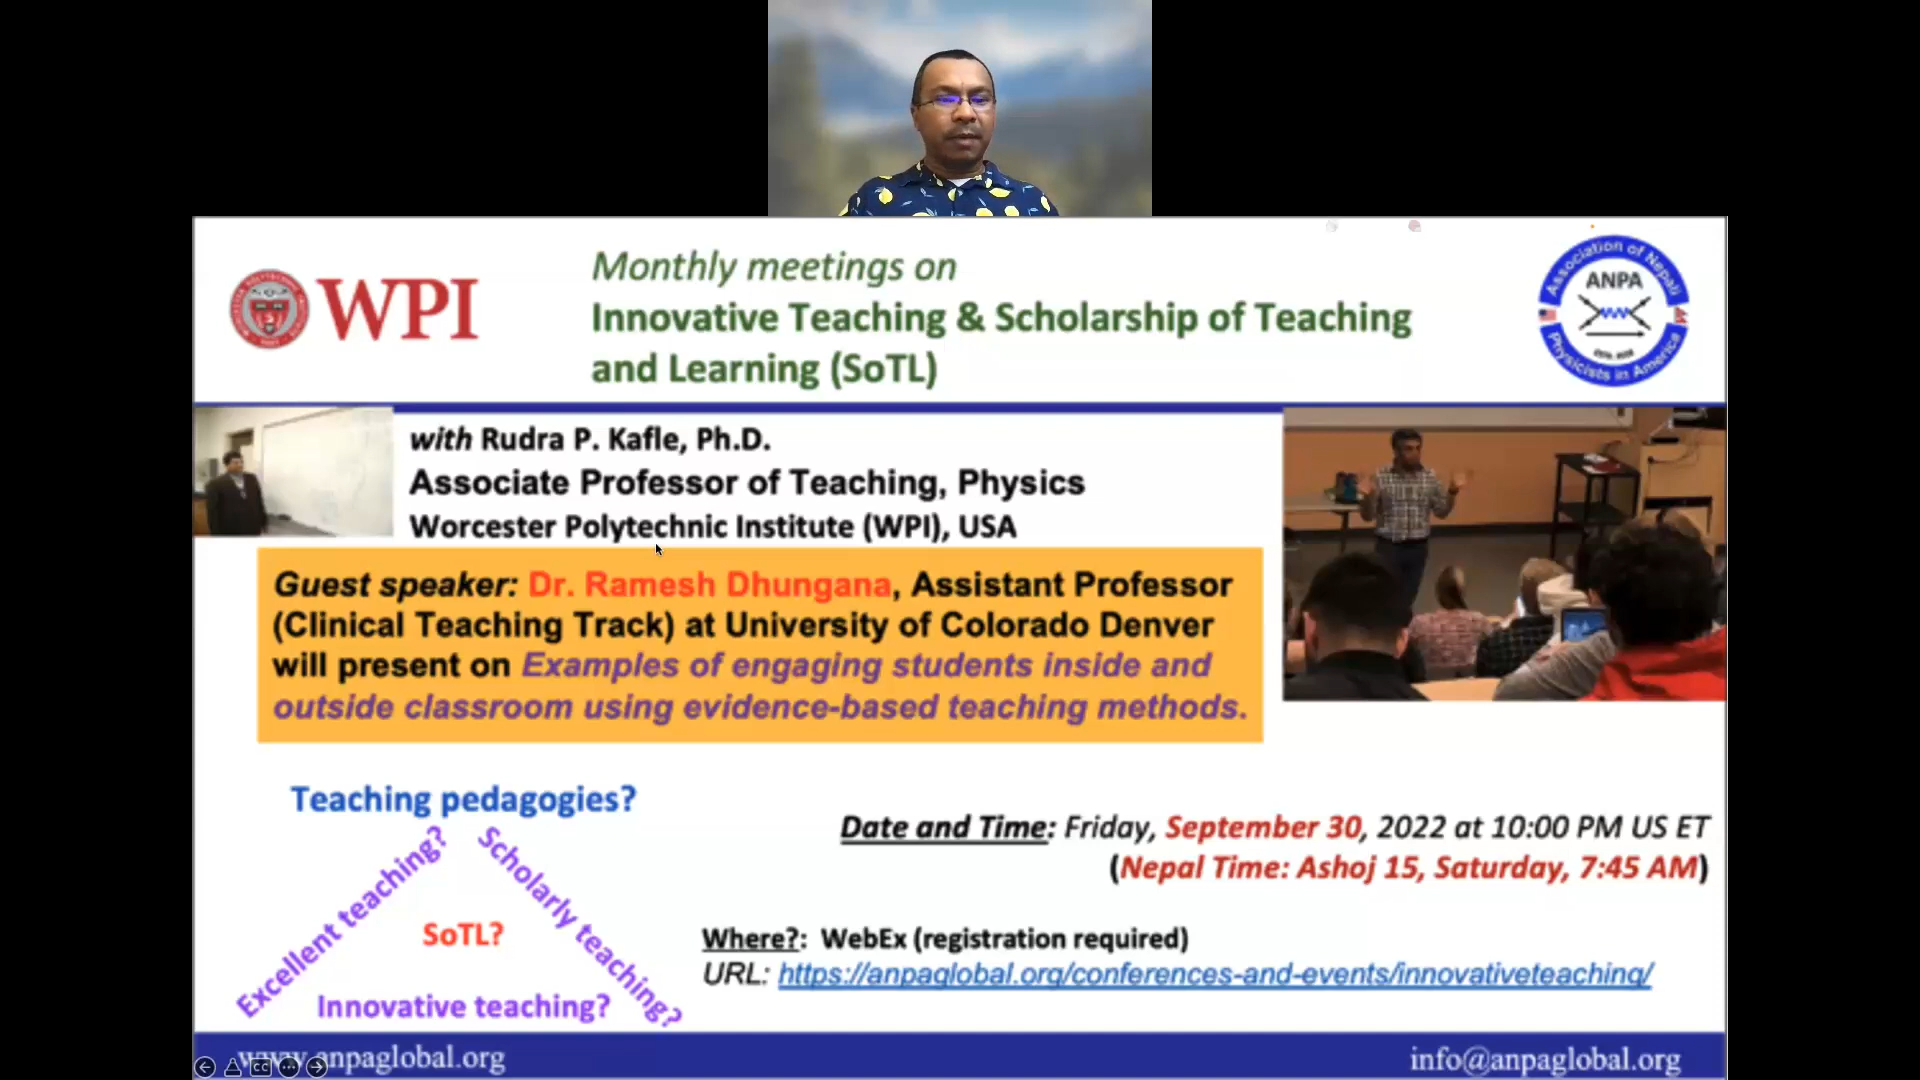 WPI
Monthly meetings on
Innovative Teaching & Scholarship of Teaching
and Learning (SoTL)
Association of Nepali
ANPA
Physicists in America
with Rudra P. Kafle, Ph.D.
Associate Professor of Teaching, Physics
Worcester Polytechnic Institute (WPI), USA
Guest speaker: Dr. Ramesh Dhungana, Assistant Professor
(Clinical Teaching Track) at University of Colorado Denver
will present on Examples of engaging students inside and
outside classroom using evidence-based teaching methods.
Teaching pedagogies?
Excellent teaching?
Scholarly teaching?
SoTL?
Innovative teaching?
Date and Time: Friday, September 30, 2022 at 10:00 PM US ET
(Nepal Time: Ashoj 15, Saturday, 7:45 AM)
Where?: WebEx (registration required)
URL: https://anpaglobal.org/conferences-and-events/innovativeteaching/
www.anpaglobal.org
CC
info@anpaglobal.org